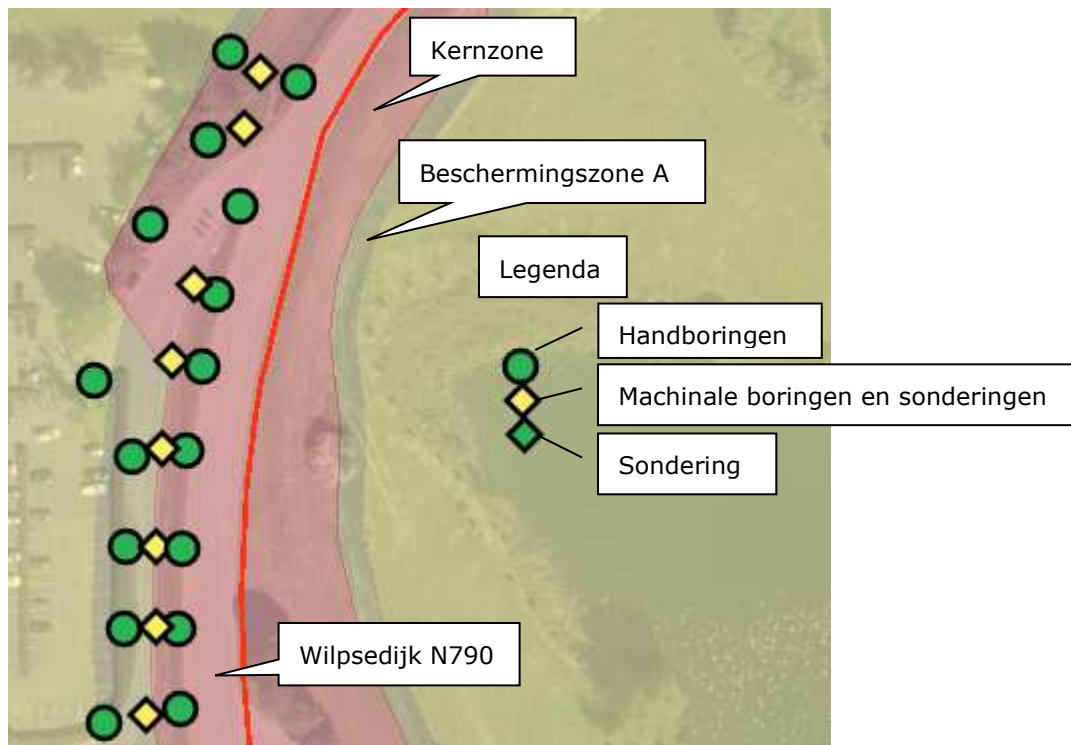 Kernzone
Beschermingszone A
Legenda
Handboringen
Machinale boringen en sonderingen
Sondering
Wilpsedijk N790